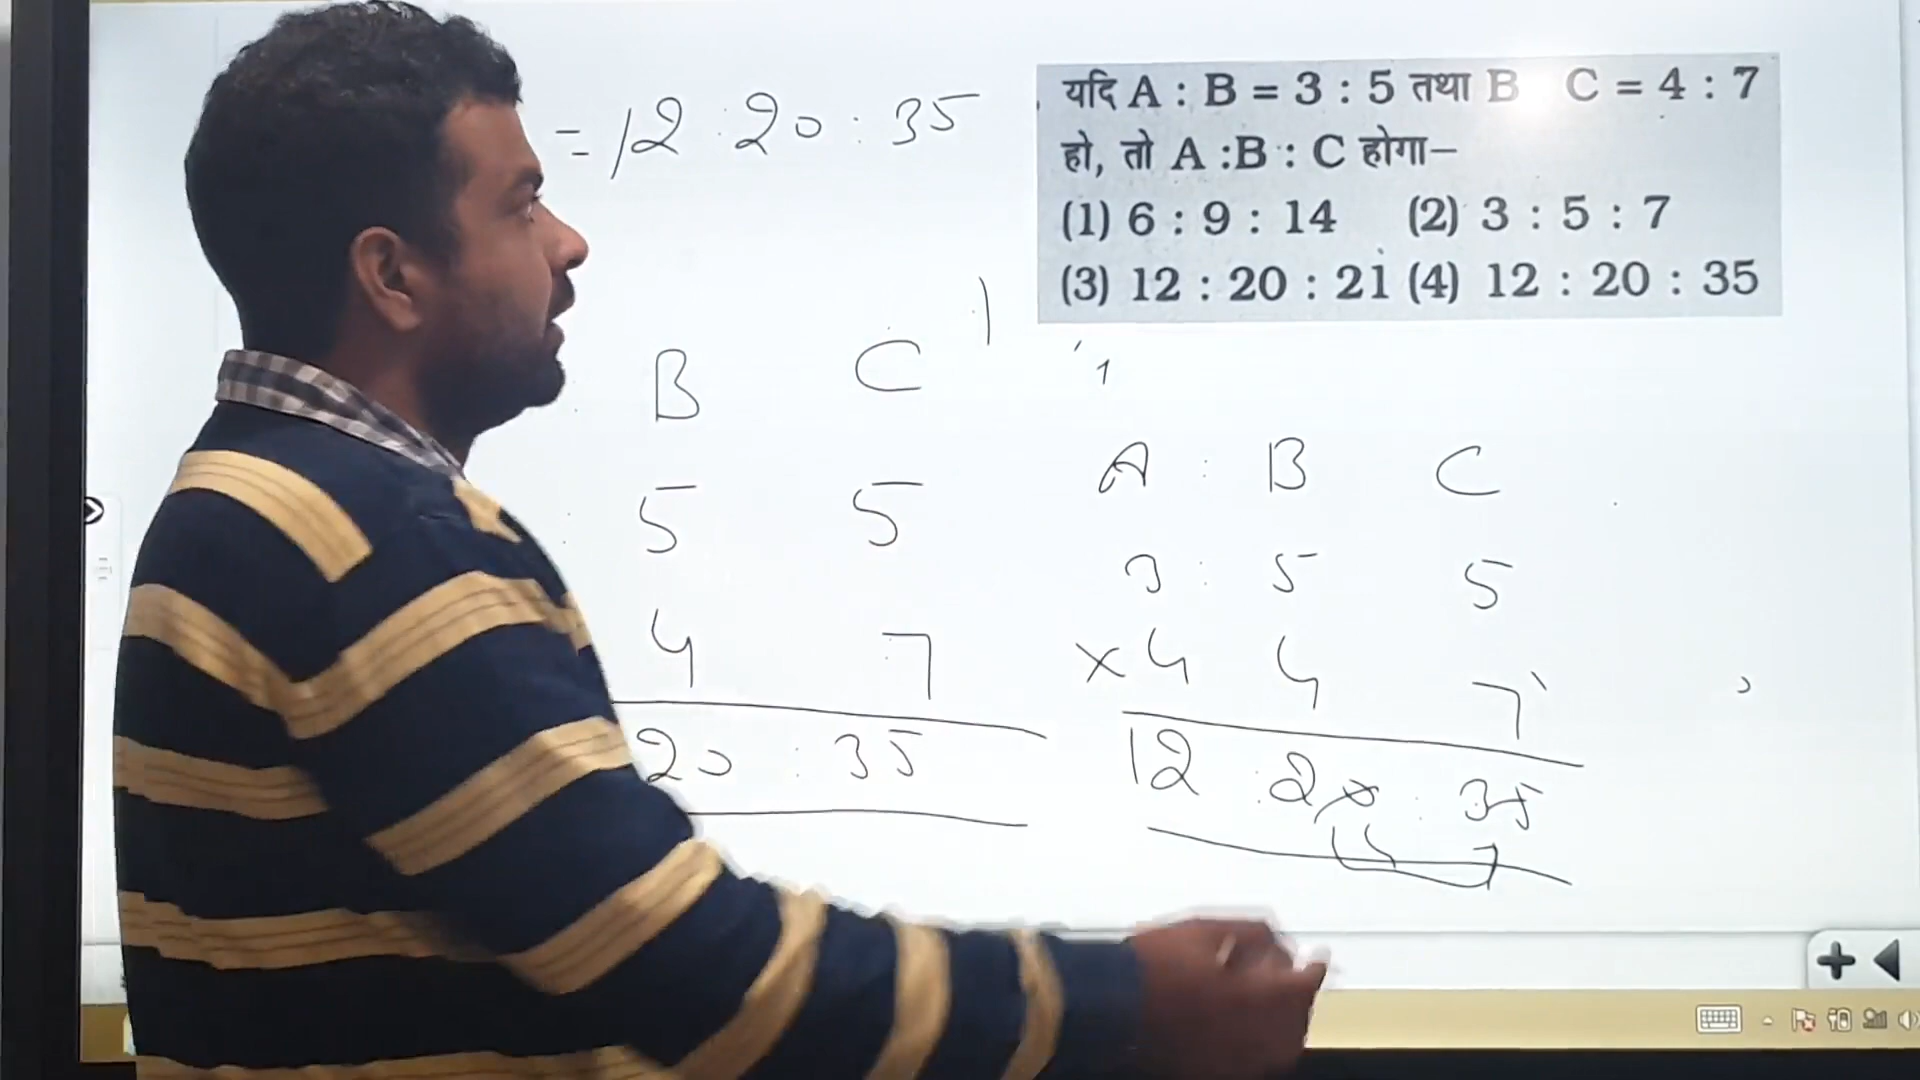 = 12 : 20 : 35
यदि A : B = 3 : 5 तथा B C = 4 : 7
हो, तो A :B : C होगा–
(1) 6 : 9 : 14 (2) 3 : 5 : 7
(3) 12 : 20 : 21 (4) 12 : 20 : 35
B C
5 5
4 7
20 : 35
A : B C
3 : 5 5
×4 4 7
12 : 20 : 35
4 7